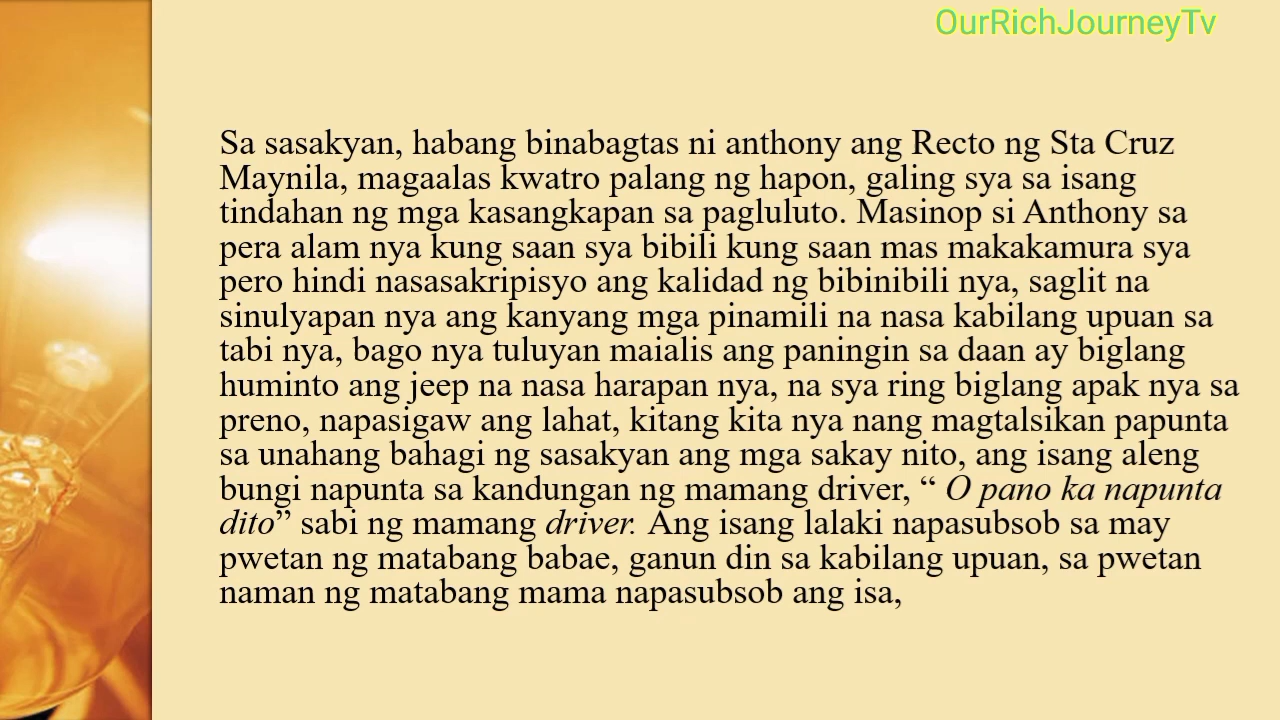 OurRichJourneyTv
Sa sasakyan, habang binabagtas ni anthony ang Recto ng Sta Cruz
Maynila, magaalas kwatro palang ng hapon, galing sya sa isang
tindahan ng mga kasangkapan sa pagluluto. Masinop si Anthony sa
pera alam nya kung saan sya bibili kung saan mas makakamura sya
pero hindi nasasakripisyo ang kalidad ng bibinibili nya, saglit na
sinulyapan nya ang kanyang mga pinamili na nasa kabilang upuan sa
tabi nya, bago nya tuluyan maialis ang paningin sa daan ay biglang
huminto ang jeep na nasa harapan nya, na sya ring biglang apak nya sa
preno, napasigaw ang lahat, kitang kita nya nang magtalsikan papunta
sa unahang bahagi ng sasakyan ang mga sakay nito, ang isang aleng
bungi napunta sa kandungan ng mamang driver, “ O pano ka napunta
dito” sabi ng mamang driver. Ang isang lalaki napasubsob sa may
pwetan ng matabang babae, ganun din sa kabilang upuan, sa pwetan
naman ng matabang mama napasubsob ang isa,